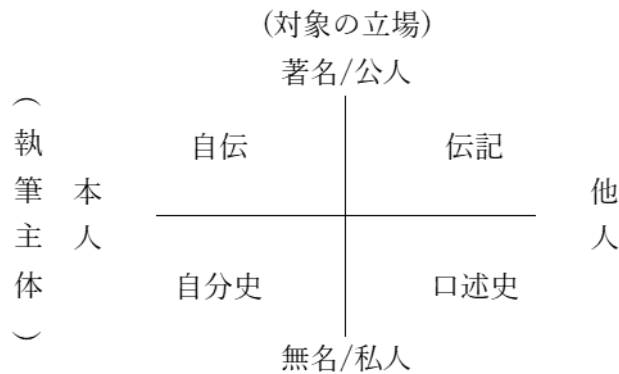 (対象の立場)
著名/公人
（執筆主体）
本人
自伝
伝記
他人
自分史
口述史
無名/私人